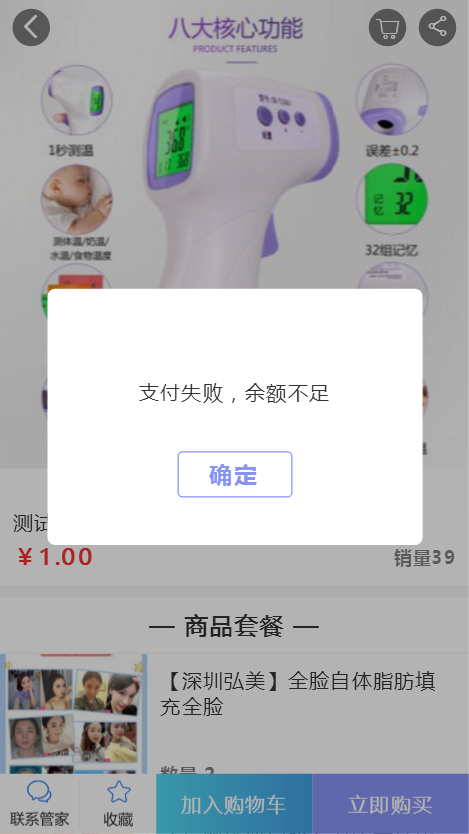 八大核心功能
PRODUCT FEATURES
36.8
设置
1秒测温
误差±0.2
记忆
32
测体温/奶温/
水温/食物温度
32组记忆
支付失败，余额不足
确定
测试
￥1.00
销量39
— 商品套餐 —
【深圳弘美】全脸自体脂肪填
充全脸
数量 2
联系管家
收藏
加入购物车
立即购买